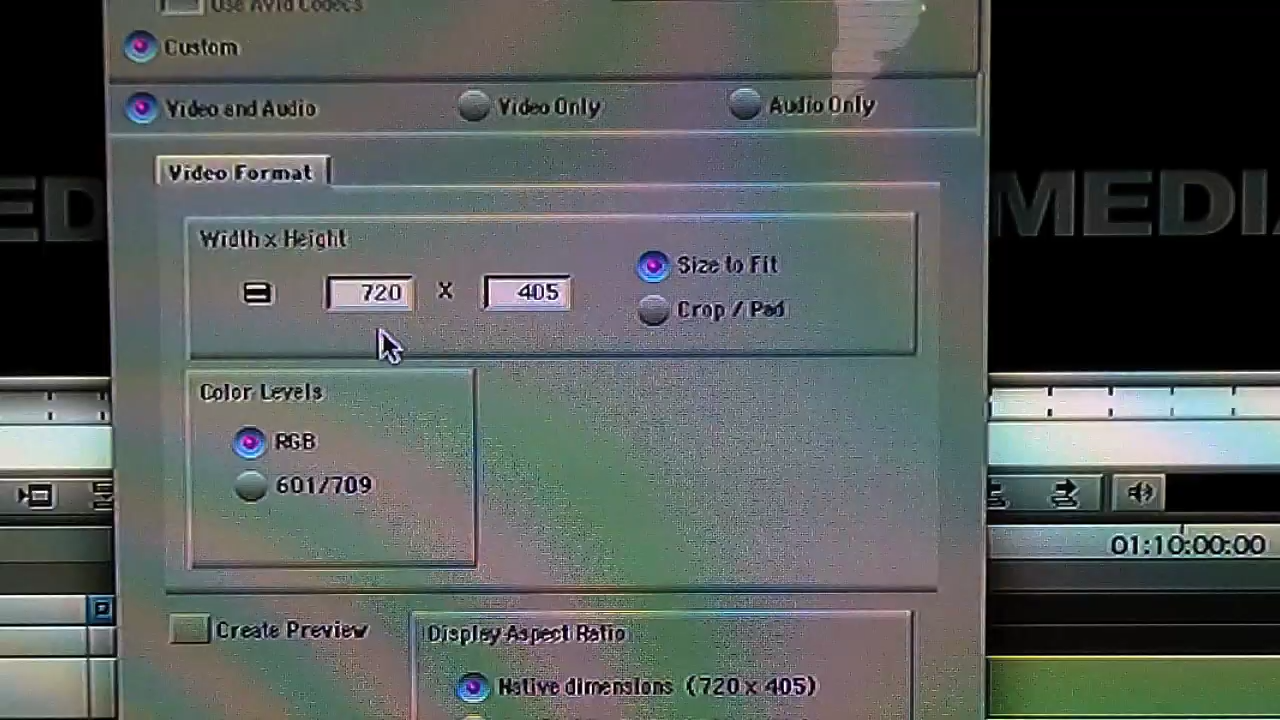 Use Avid Codecs
Custom
Video and Audio
Video Only
Audio Only
Video Format
Width x Height
720 X 405
Size to Fit
Crop / Pad
Color Levels
RGB
601/709
Create Preview
Display Aspect Ratio
Native dimensions (720 x 405)
ED
MEDI
01:10:00:00